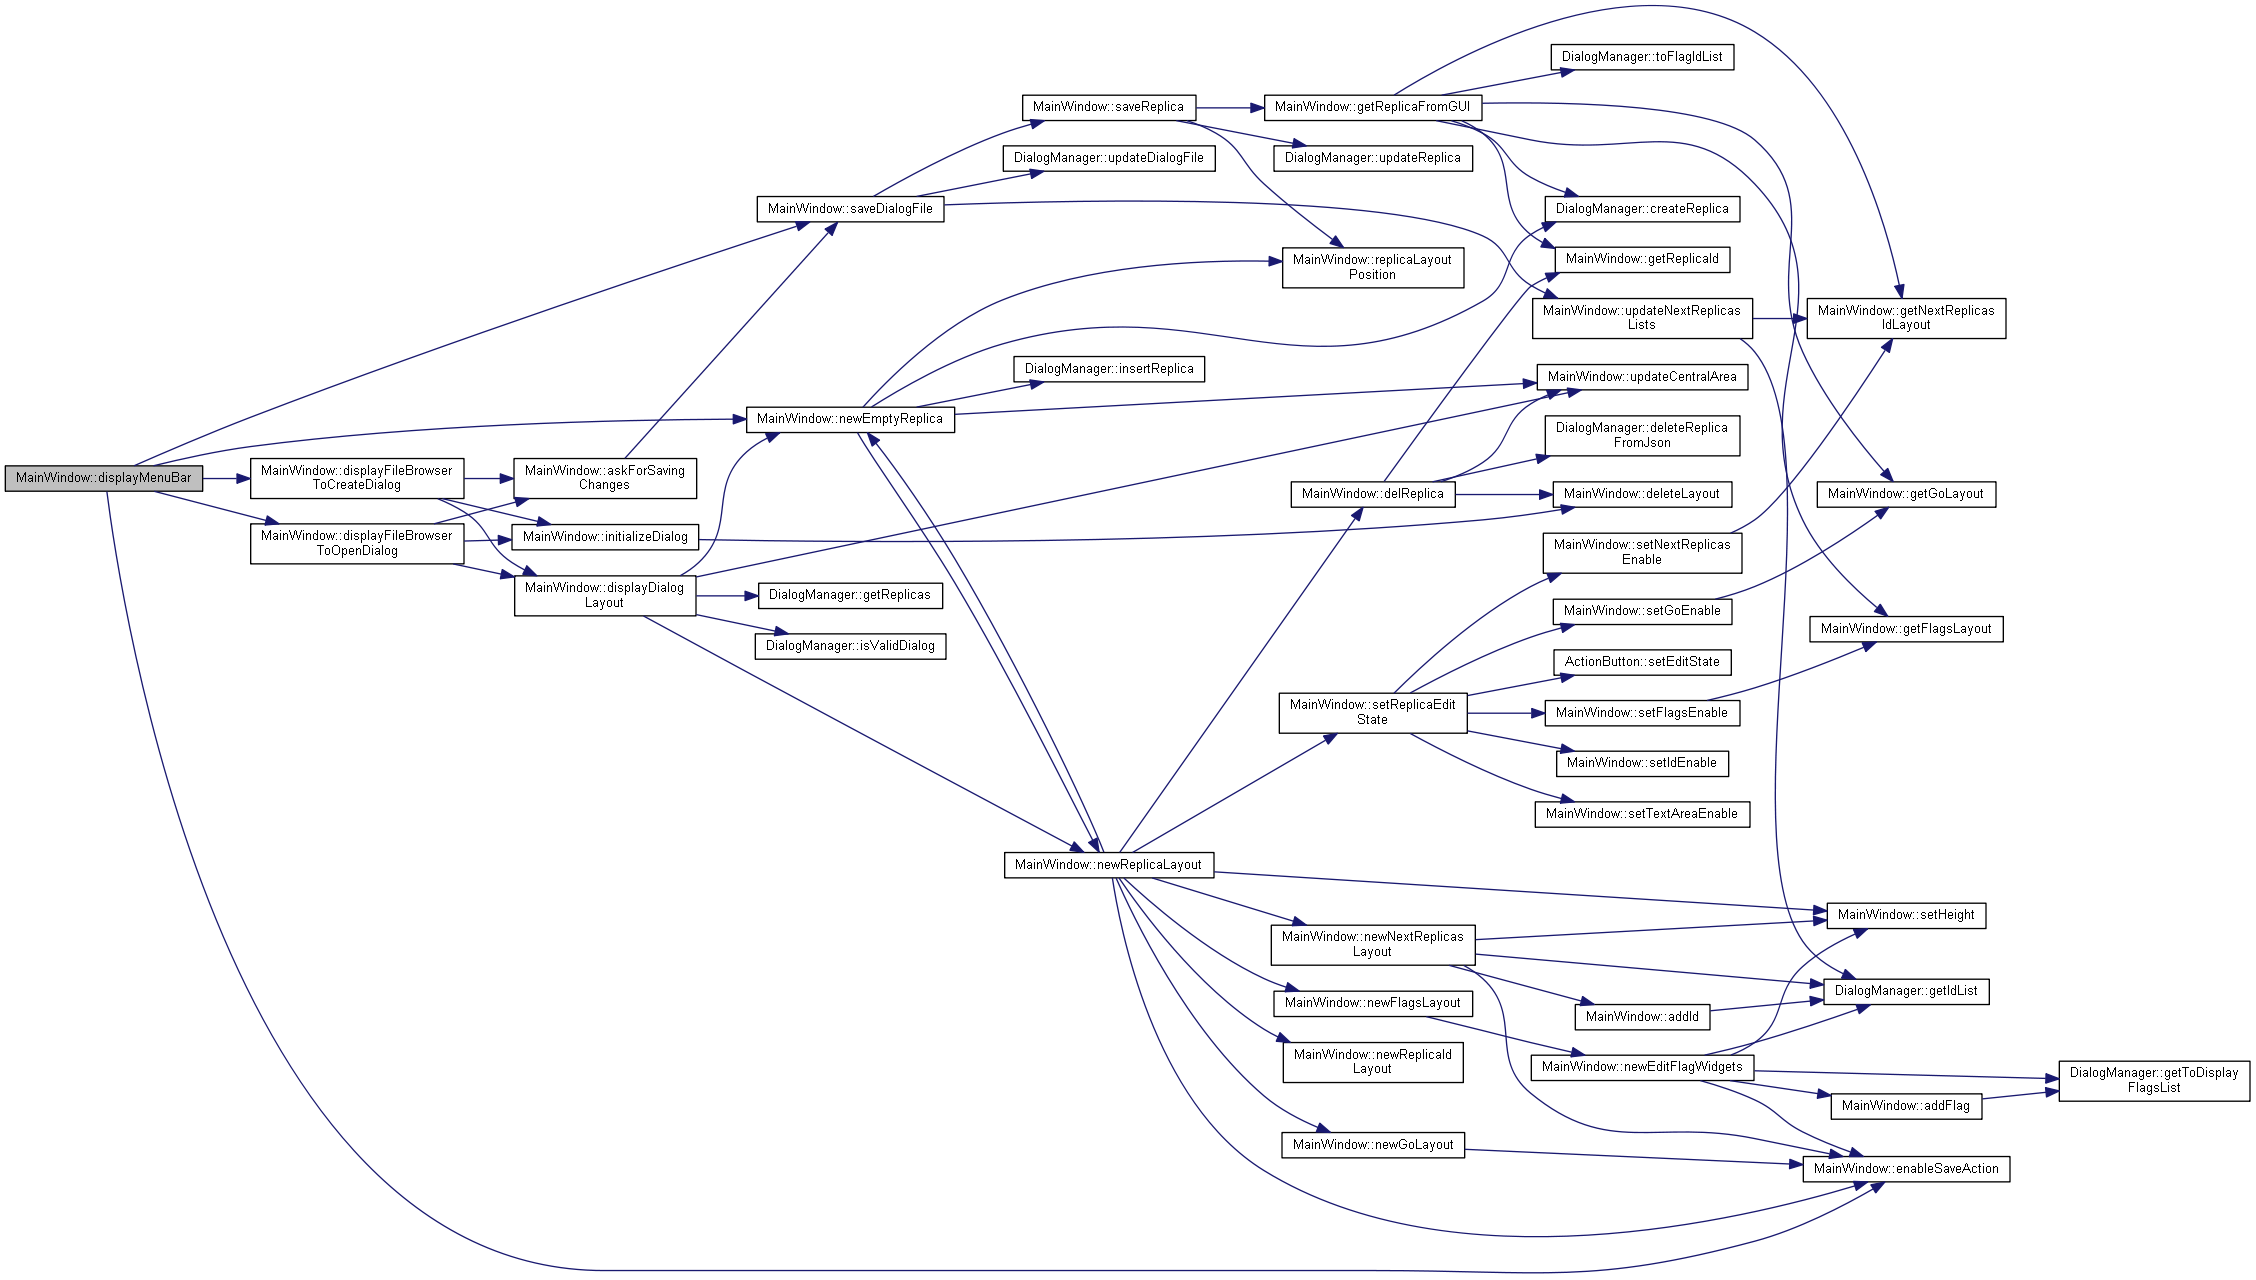 MainWindow::displayMenuBar
MainWindow::displayFileBrowser
ToCreateDialog
MainWindow::displayFileBrowser
ToOpenDialog
MainWindow::askForSaving
Changes
MainWindow::initializeDialog
MainWindow::displayDialog
Layout
MainWindow::saveDialogFile
MainWindow::newEmptyReplica
DialogManager::getReplicas
DialogManager::isValidDialog
MainWindow::saveReplica
DialogManager::updateDialogFile
DialogManager::insertReplica
MainWindow::newReplicaLayout
MainWindow::getReplicaFromGUI
DialogManager::updateReplica
MainWindow::replicaLayout
Position
MainWindow::delReplica
MainWindow::setReplicaEdit
State
MainWindow::newNextReplicas
Layout
MainWindow::newFlagsLayout
MainWindow::newReplicaId
Layout
MainWindow::newGoLayout
DialogManager::toFlagIdList
DialogManager::createReplica
MainWindow::getReplicaId
MainWindow::updateNextReplicas
Lists
MainWindow::updateCentralArea
DialogManager::deleteReplica
FromJson
MainWindow::deleteLayout
MainWindow::setNextReplicas
Enable
MainWindow::setGoEnable
ActionButton::setEditState
MainWindow::setFlagsEnable
MainWindow::setIdEnable
MainWindow::setTextAreaEnable
MainWindow::addId
MainWindow::newEditFlagWidgets
MainWindow::getNextReplicas
IdLayout
MainWindow::getGoLayout
MainWindow::getFlagsLayout
MainWindow::setHeight
DialogManager::getIdList
MainWindow::addFlag
MainWindow::enableSaveAction
DialogManager::getToDisplay
FlagsList